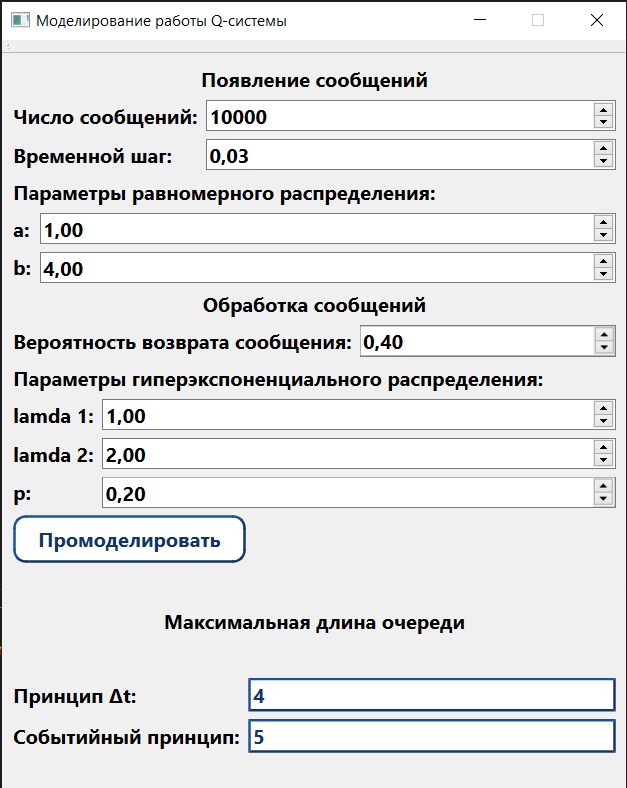 Моделирование работы Q-системы
Появление сообщений
Число сообщений: 10000
Временной шаг: 0,03
Параметры равномерного распределения:
a: 1,00
b: 4,00
Обработка сообщений
Вероятность возврата сообщения: 0,40
Параметры гиперэкспоненциального распределения:
lamda 1: 1,00
lamda 2: 2,00
p: 0,20
Промоделировать
Максимальная длина очереди
Принцип Δt: 4
Событийный принцип: 5